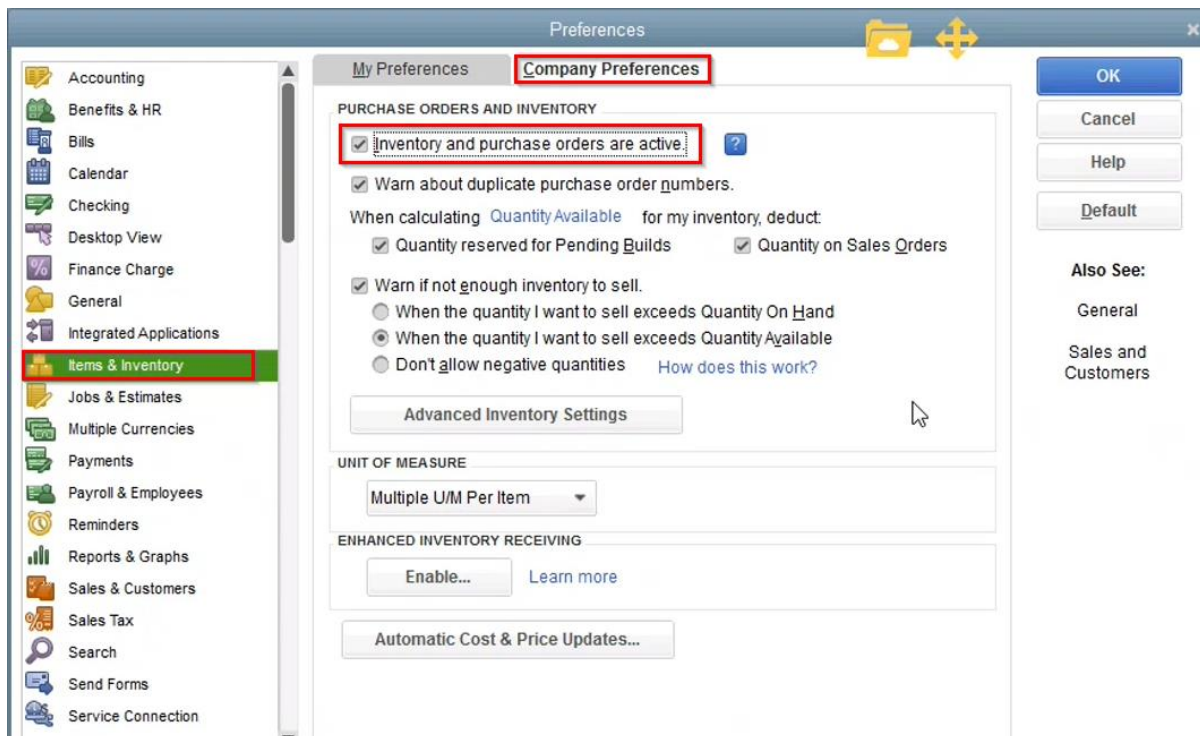 Preferences
Accounting
Benefits & HR
Bills
Calendar
Checking
Desktop View
Finance Charge
General
Integrated Applications
Items & Inventory
Jobs & Estimates
Multiple Currencies
Payments
Payroll & Employees
Reminders
Reports & Graphs
Sales & Customers
Sales Tax
Search
Send Forms
Service Connection
My Preferences
Company Preferences
PURCHASE ORDERS AND INVENTORY
Inventory and purchase orders are active.
?
Warn about duplicate purchase order numbers.
When calculating Quantity Available for my inventory, deduct:
Quantity reserved for Pending Builds Quantity on Sales Orders
Warn if not enough inventory to sell.
When the quantity I want to sell exceeds Quantity On Hand
When the quantity I want to sell exceeds Quantity Available
Don't allow negative quantities How does this work?
Advanced Inventory Settings
UNIT OF MEASURE
Multiple U/M Per Item
ENHANCED INVENTORY RECEIVING
Enable... Learn more
Automatic Cost & Price Updates...
OK
Cancel
Help
Default
Also See:
General
Sales and
Customers